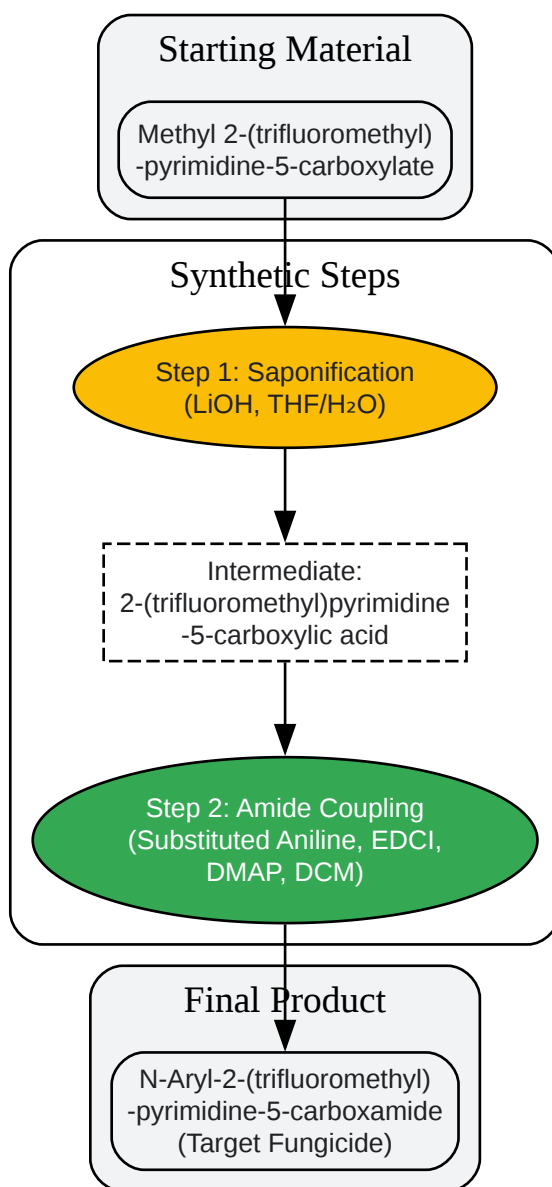 Starting Material
Methyl 2-(trifluoromethyl)
-pyrimidine-5-carboxylate
Synthetic Steps
Step 1: Saponification
(LiOH, THF/H₂O)
Intermediate:
2-(trifluoromethyl)pyrimidine
-5-carboxylic acid
Step 2: Amide Coupling
(Substituted Aniline, EDCI,
DMAP, DCM)
Final Product
N-Aryl-2-(trifluoromethyl)
-pyrimidine-5-carboxamide
(Target Fungicide)